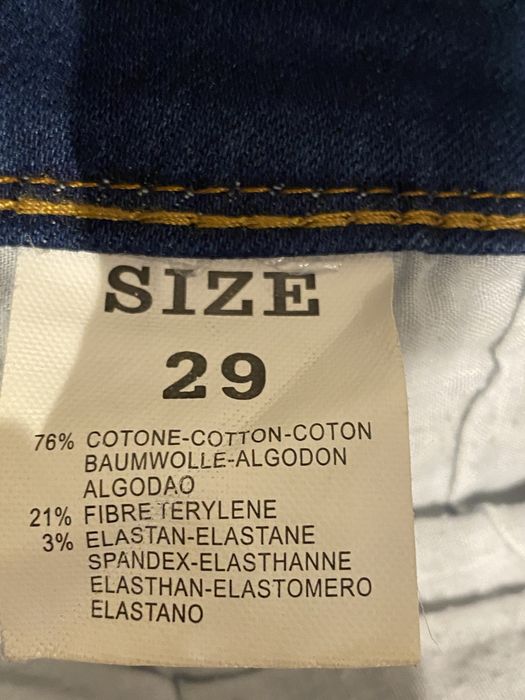 SIZE
29
76% COTONE-COTTON-COTON
BAUMWOLLE-ALGODON
ALGODAO
21% FIBRE TERYLENE
3% ELASTAN-ELASTANE
SPANDEX-ELASTHANNE
ELASTHAN-ELASTOMERO
ELASTANO